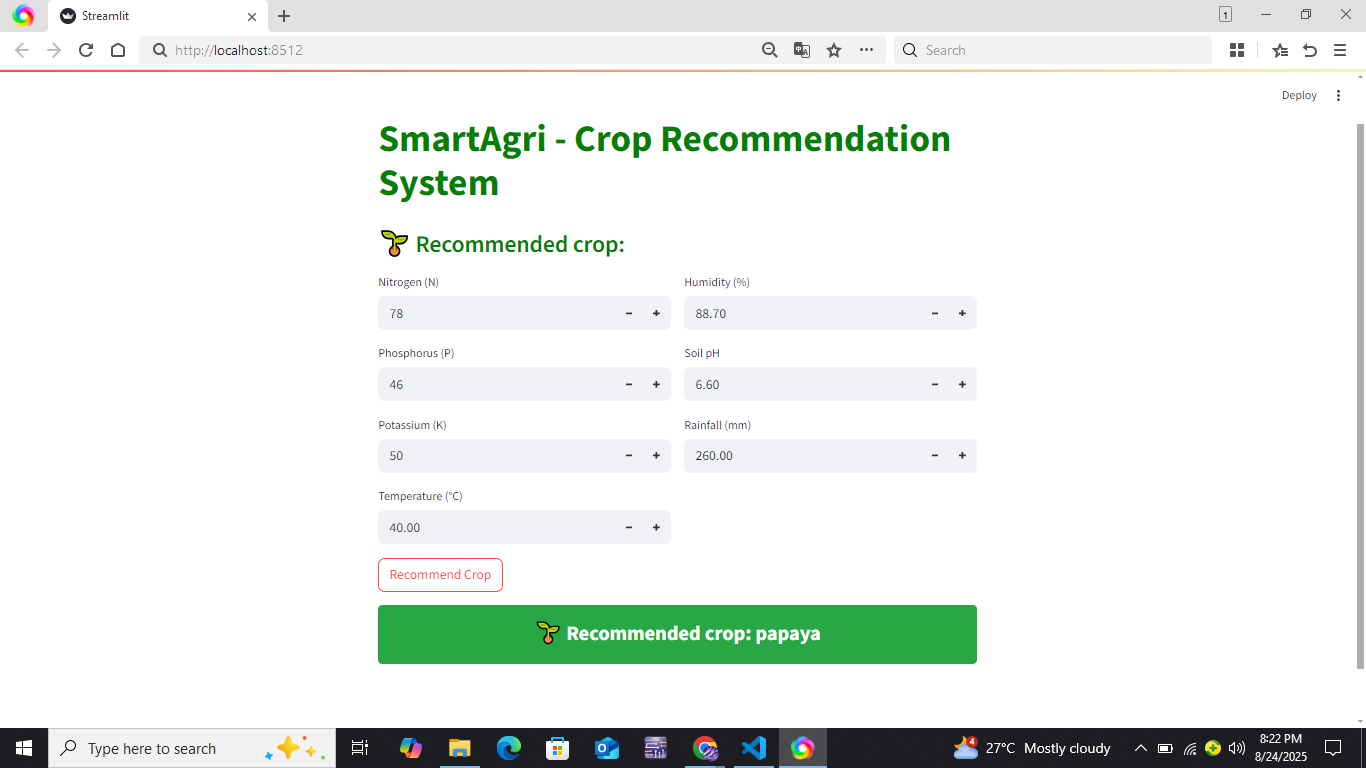 Streamlit
1
http://localhost:8512
Search
Deploy
SmartAgri - Crop Recommendation
System
Recommended crop:
Nitrogen (N)
Humidity (%)
78
88.70
Phosphorus (P)
Soil pH
46
6.60
Potassium (K)
Rainfall (mm)
50
260.00
Temperature (°C)
40.00
Recommend Crop
Recommended crop: papaya
Type here to search
4
27°C Mostly cloudy
8:22 PM
8/24/2025